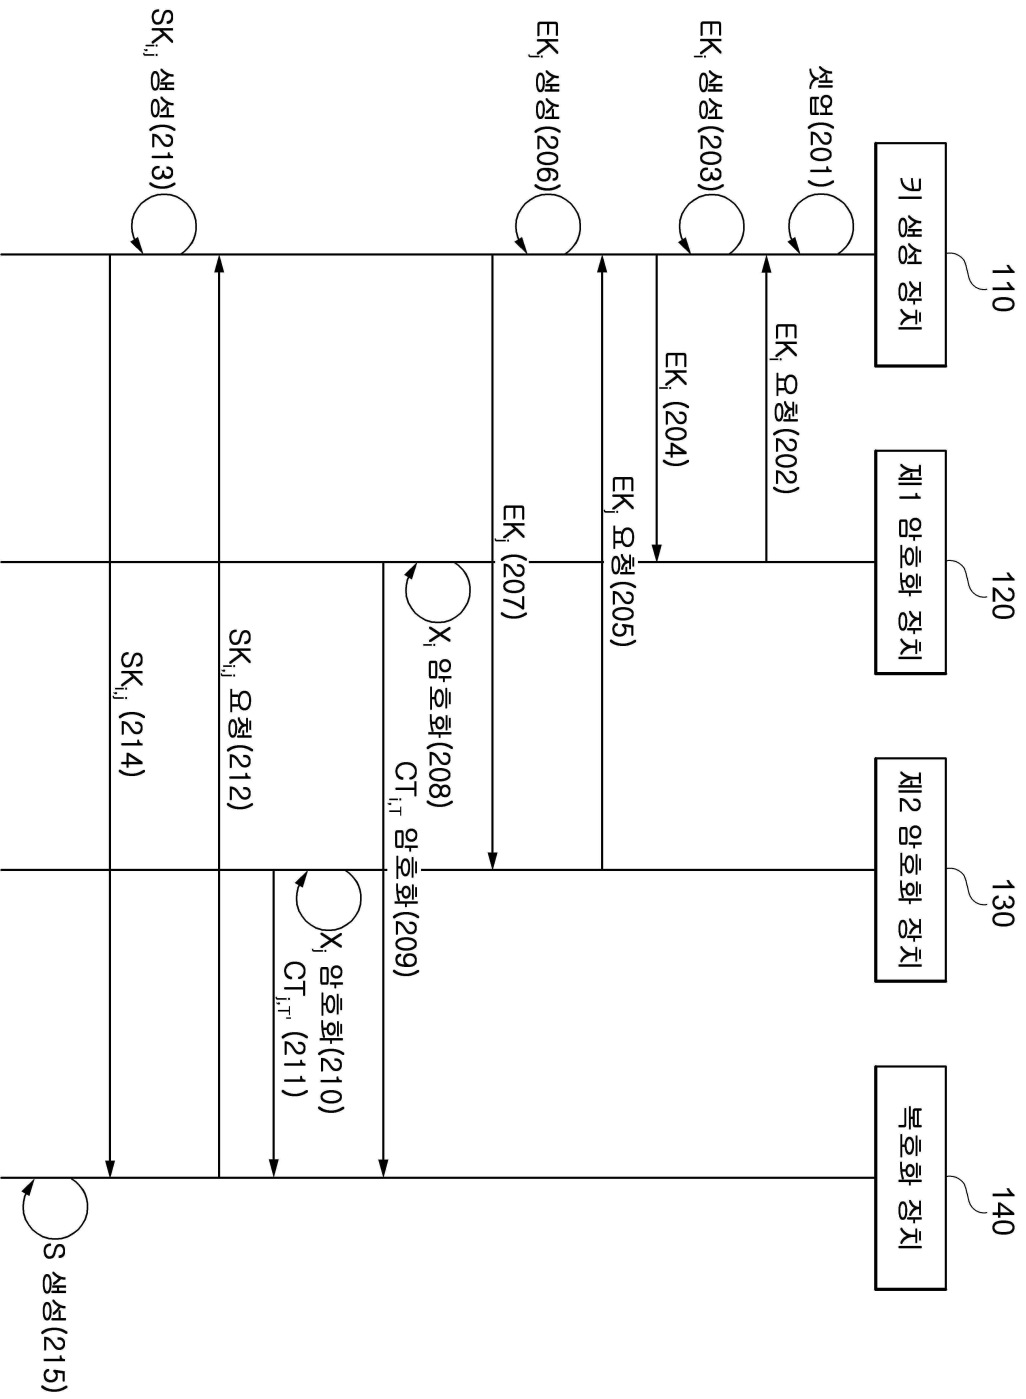 110
120
130
140
키 생성 장치
제1 암호화 장치
제2 암호화 장치
복호화 장치
셋업(201)
EKi 요청(202)
EKi 생성(203)
EKi (204)
EKj 요청(205)
EKj 생성(206)
EKj (207)
Xi 암호화(208)
CTi,T 암호화(209)
Xj 암호화(210)
CTj,T' (211)
SKi,j 요청(212)
SKi,j 생성(213)
SKi,j (214)
S 생성(215)